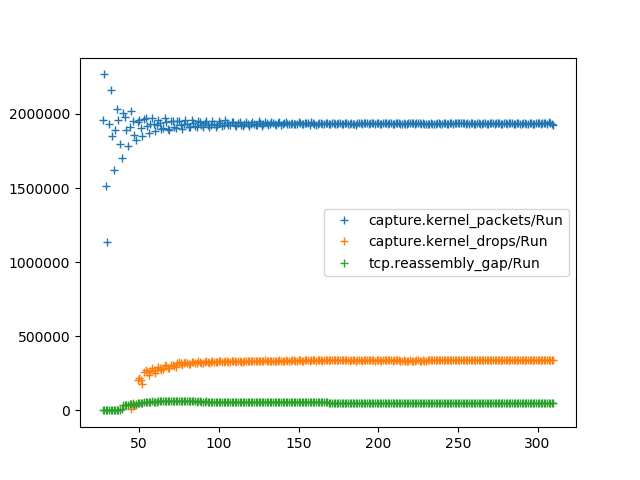 2000000
1500000
1000000
500000
0
capture.kernel_packets/Run
capture.kernel_drops/Run
tcp.reassembly_gap/Run
50 100 150 200 250 300